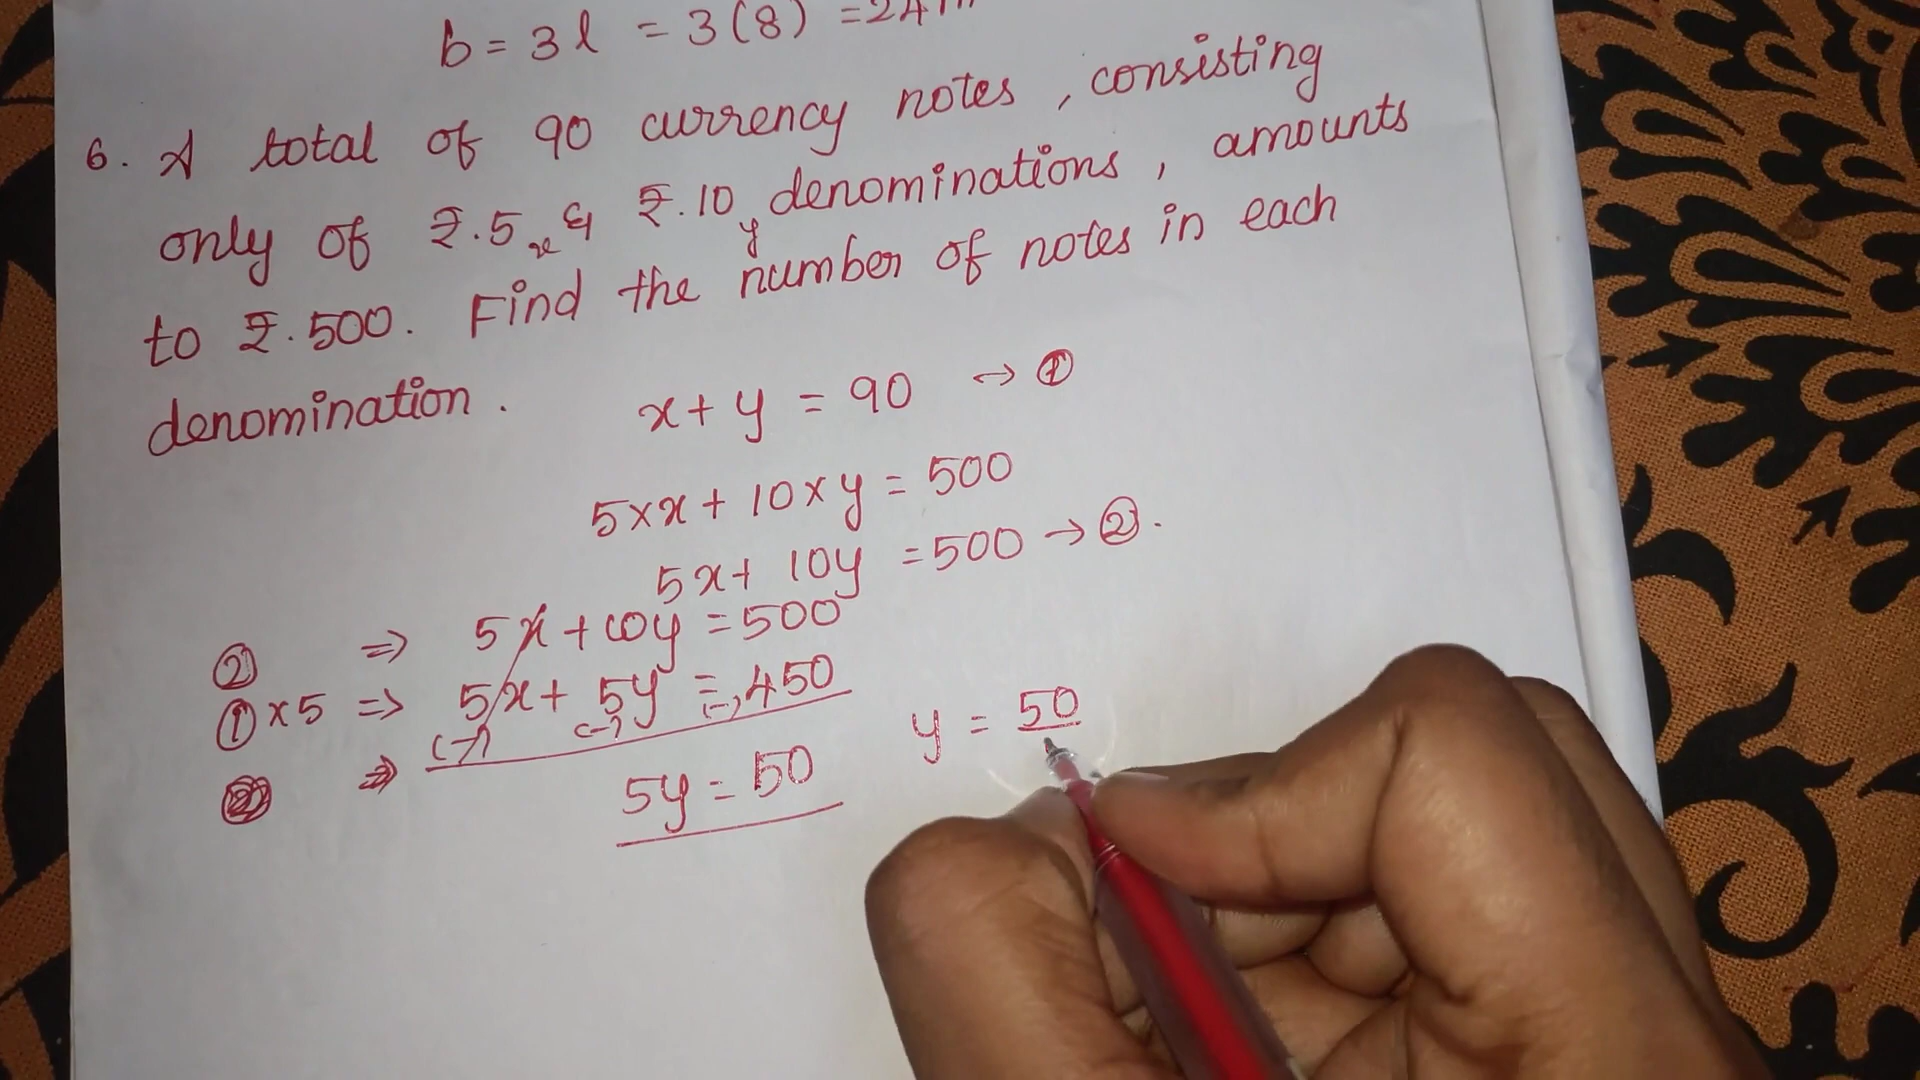 b = 3l = 3(8) = 24
6. A total of 90 currency notes, consisting
only of ₹.5 x & ₹.10 y denominations, amounts
to ₹.500. Find the number of notes in each
denomination.
x + y = 90 → ①
5×x + 10×y = 500
5x + 10y = 500 → ②.
② ⇒ 5x + 10y = 500
① × 5 ⇒ 5x + 5y = 450
(-) (-) (-)
⇒
5y = 50
y = 50